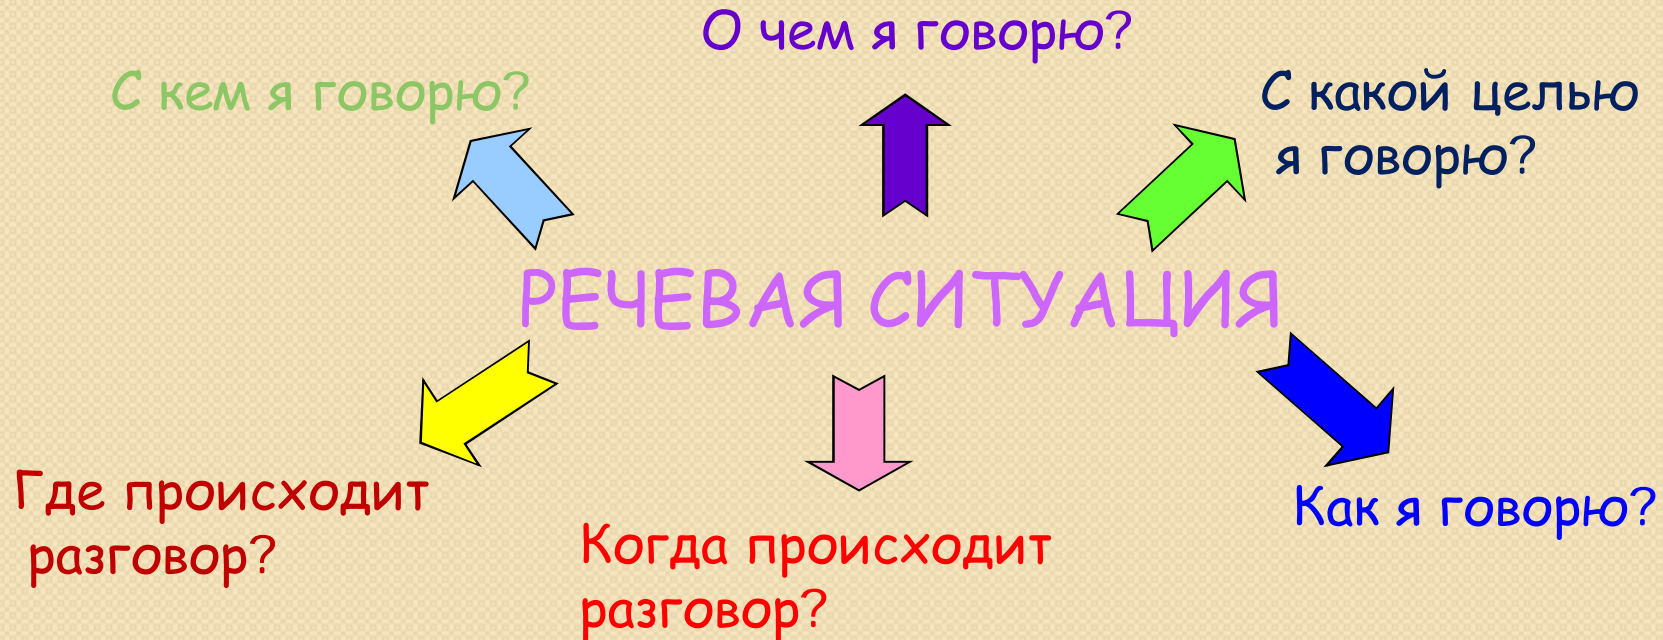 О чем я говорю?
С кем я говорю?
С какой целью
я говорю?
РЕЧЕВАЯ СИТУАЦИЯ
Где происходит
разговор?
Когда происходит
разговор?
Как я говорю?